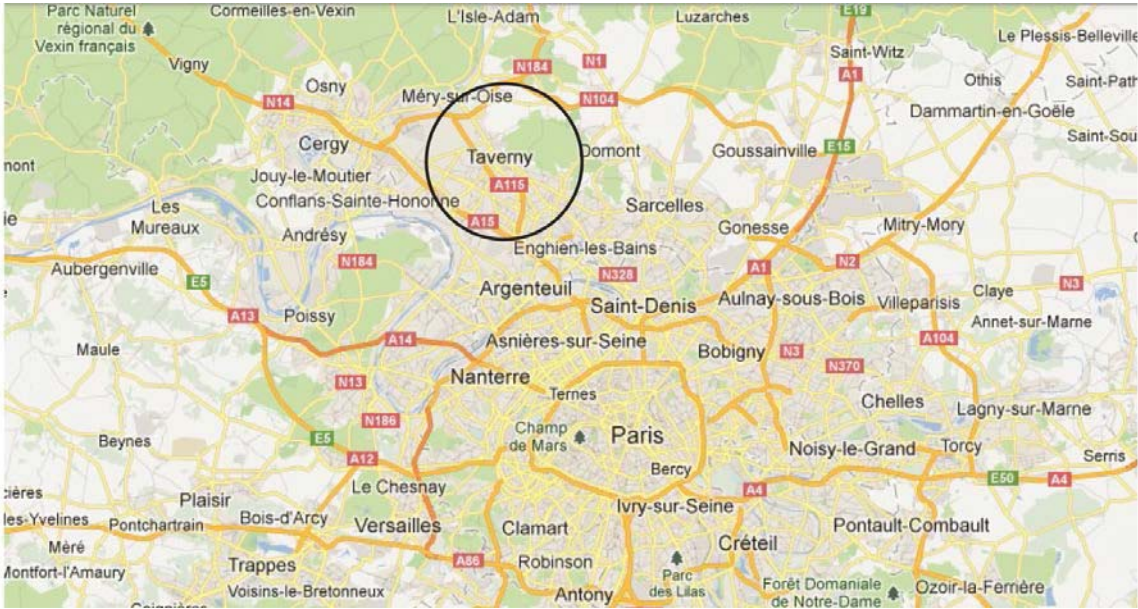 Parc Naturel
régional du
Vexin français
Cormeilles-en-Vexin
L'Isle-Adam
Luzarches
E19
Le Plessis-Belleville
Vigny
N184
N1
Saint-Witz
A1
Othis
Saint-Path
Osny
Méry-sur-Oise
N14
N104
Dammartin-en-Goële
Cergy
Taverny
Domont
Goussainville
E15
Saint-Sou
mont
Jouy-le-Moutier
A115
Conflans-Sainte-Honorine
Sarcelles
Les
Mureaux
Andrésy
A15
Gonesse
Mitry-Mory
Enghien-les-Bains
N184
N328
A1
N2
Aubergenville
E5
N3
Argenteuil
Saint-Denis
Aulnay-sous-Bois
Villeparisis
Claye
A13
Poissy
Annet-sur-Marne
A14
Asnières-sur-Seine
A104
Maule
Bobigny
N3
N370
N13
Nanterre
Ternes
Chelles
Lagny-sur-Marne
N186
Champ
de Mars
Paris
Beynes
E5
A12
Noisy-le-Grand
Torcy
Serris
Bercy
E50
A4
Le Chesnay
A4
cières
Plaisir
Ivry-sur-Seine
les-Yvelines
Pontchartrain
Bois-d'Arcy
Versailles
Clamart
Pontault-Combault
Méré
Créteil
A86
Robinson
Montfort-l'Amaury
Trappes
Parc
des Lilas
Forêt Domaniale
de Notre-Dame
Ozoir-la-Ferrière
Voisins-le-Bretonneux
Antony